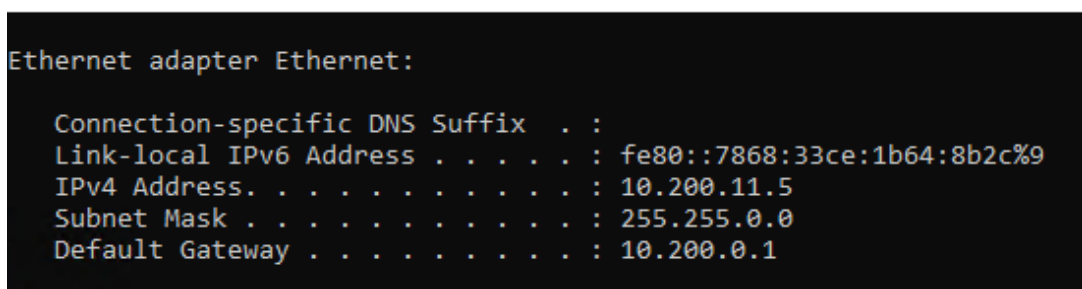 Ethernet adapter Ethernet:
Connection-specific DNS Suffix  . :
Link-local IPv6 Address . . . . . : fe80::7868:33ce:1b64:8b2c%9
IPv4 Address. . . . . . . . . . . : 10.200.11.5
Subnet Mask . . . . . . . . . . . : 255.255.0.0
Default Gateway . . . . . . . . . : 10.200.0.1